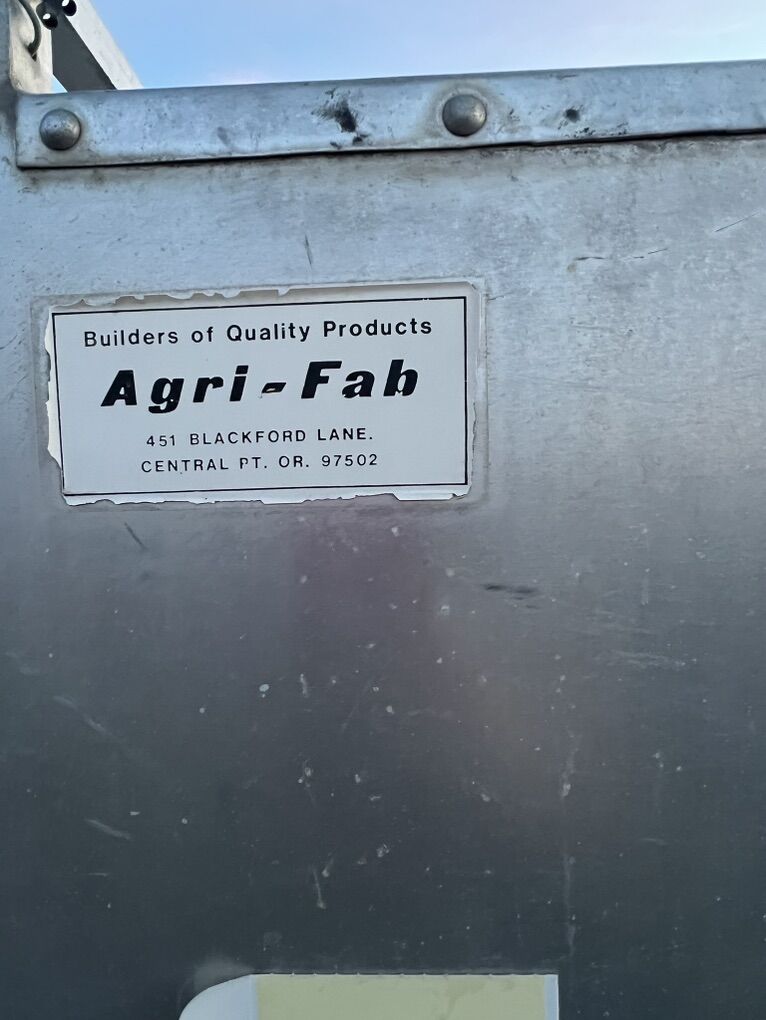 Builders of Quality Products
Agri-Fab
451 BLACKFORD LANE.
CENTRAL PT. OR. 97502